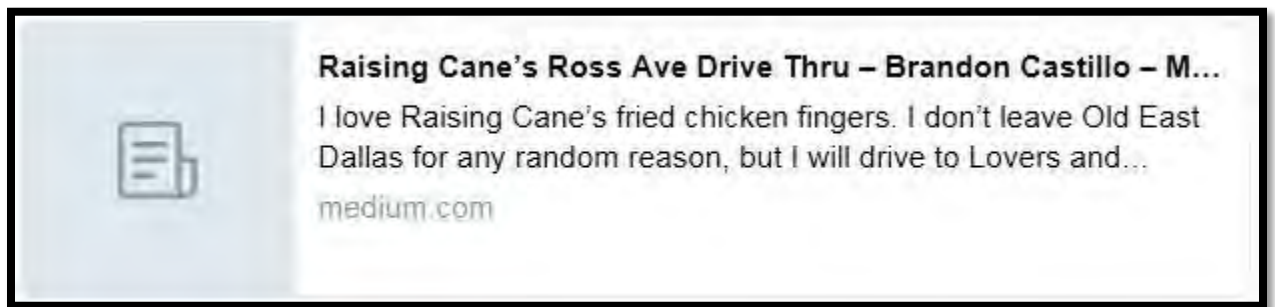 Raising Cane’s Ross Ave Drive Thru – Brandon Castillo – M...
I love Raising Cane’s fried chicken fingers. I don’t leave Old East
Dallas for any random reason, but I will drive to Lovers and...
medium.com